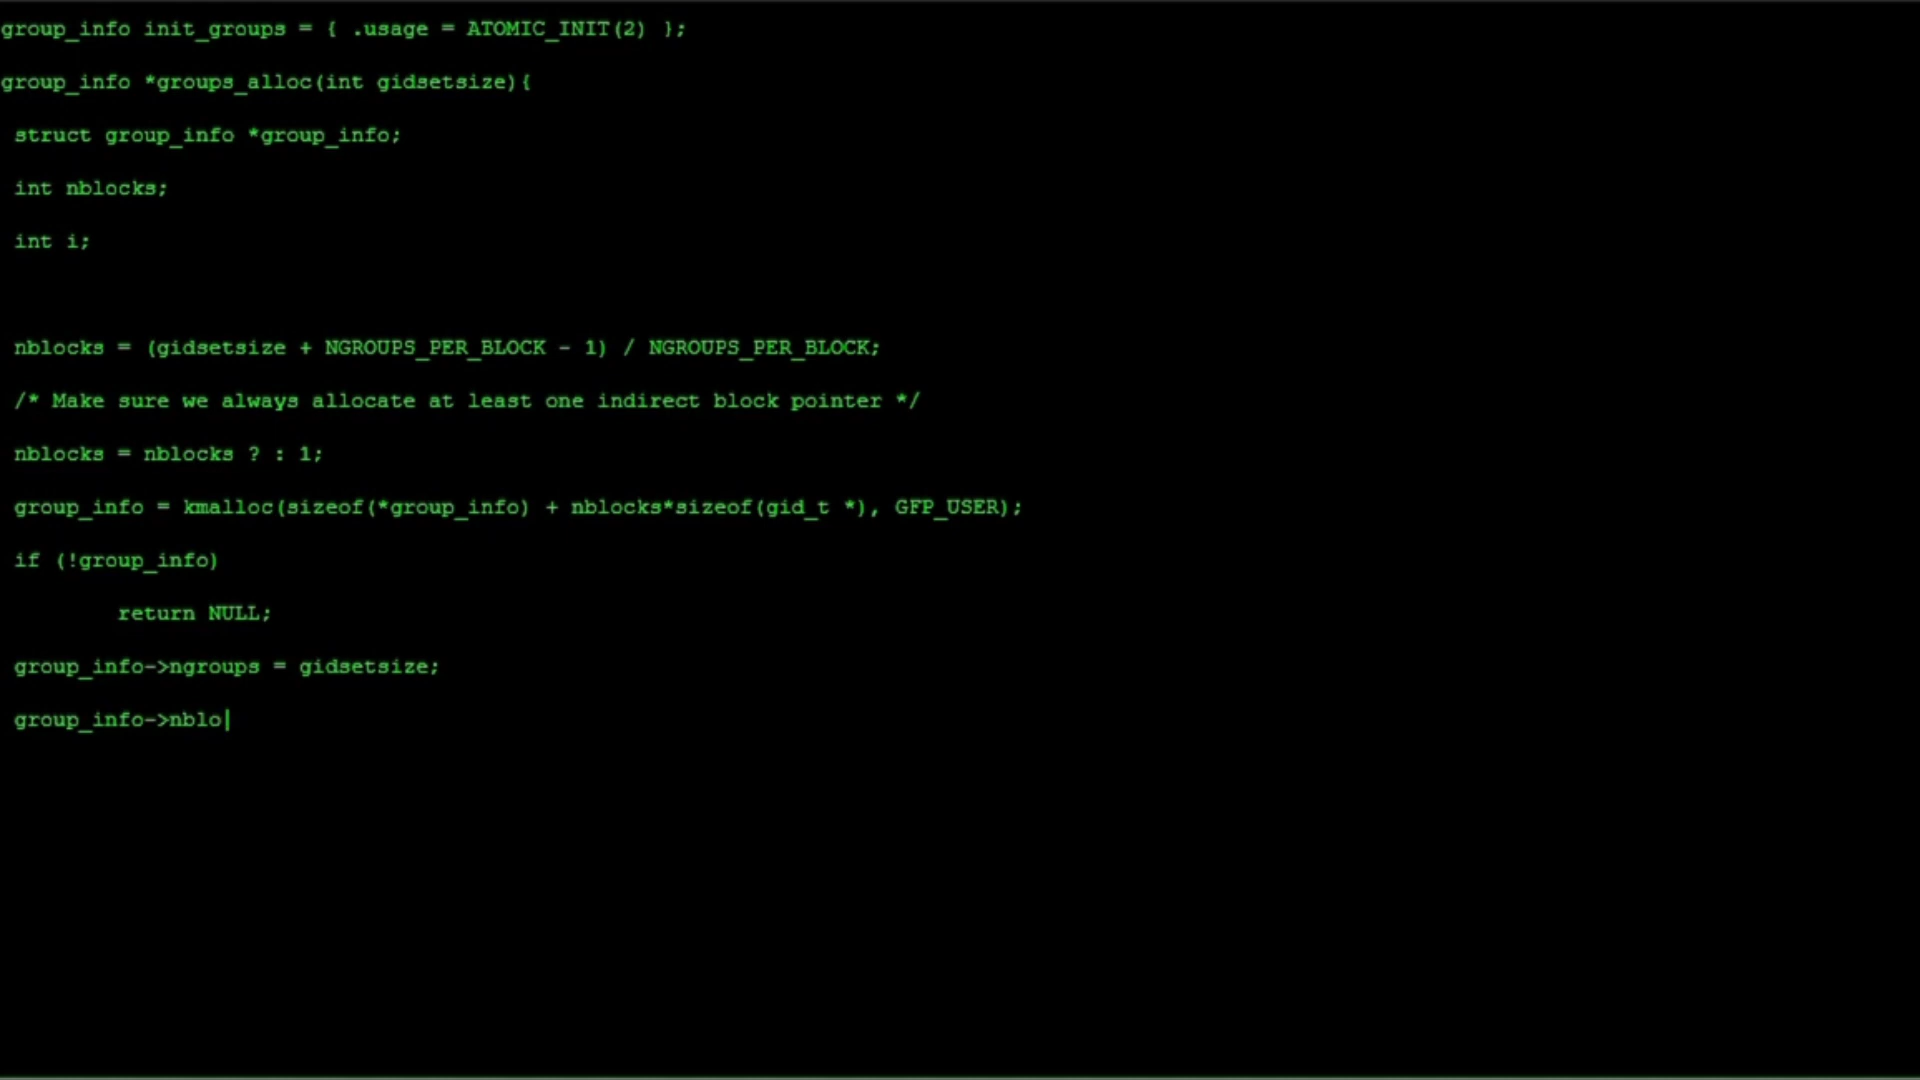 group_info init_groups = { .usage = ATOMIC_INIT(2) };
group_info *groups_alloc(int gidsetsize){
struct group_info *group_info;
int nblocks;
int i;
nblocks = (gidsetsize + NGROUPS_PER_BLOCK - 1) / NGROUPS_PER_BLOCK;
/* Make sure we always allocate at least one indirect block pointer */
nblocks = nblocks ? : 1;
group_info = kmalloc(sizeof(*group_info) + nblocks*sizeof(gid_t *), GFP_USER);
if (!group_info)
return NULL;
group_info->ngroups = gidsetsize;
group_info->nblo|